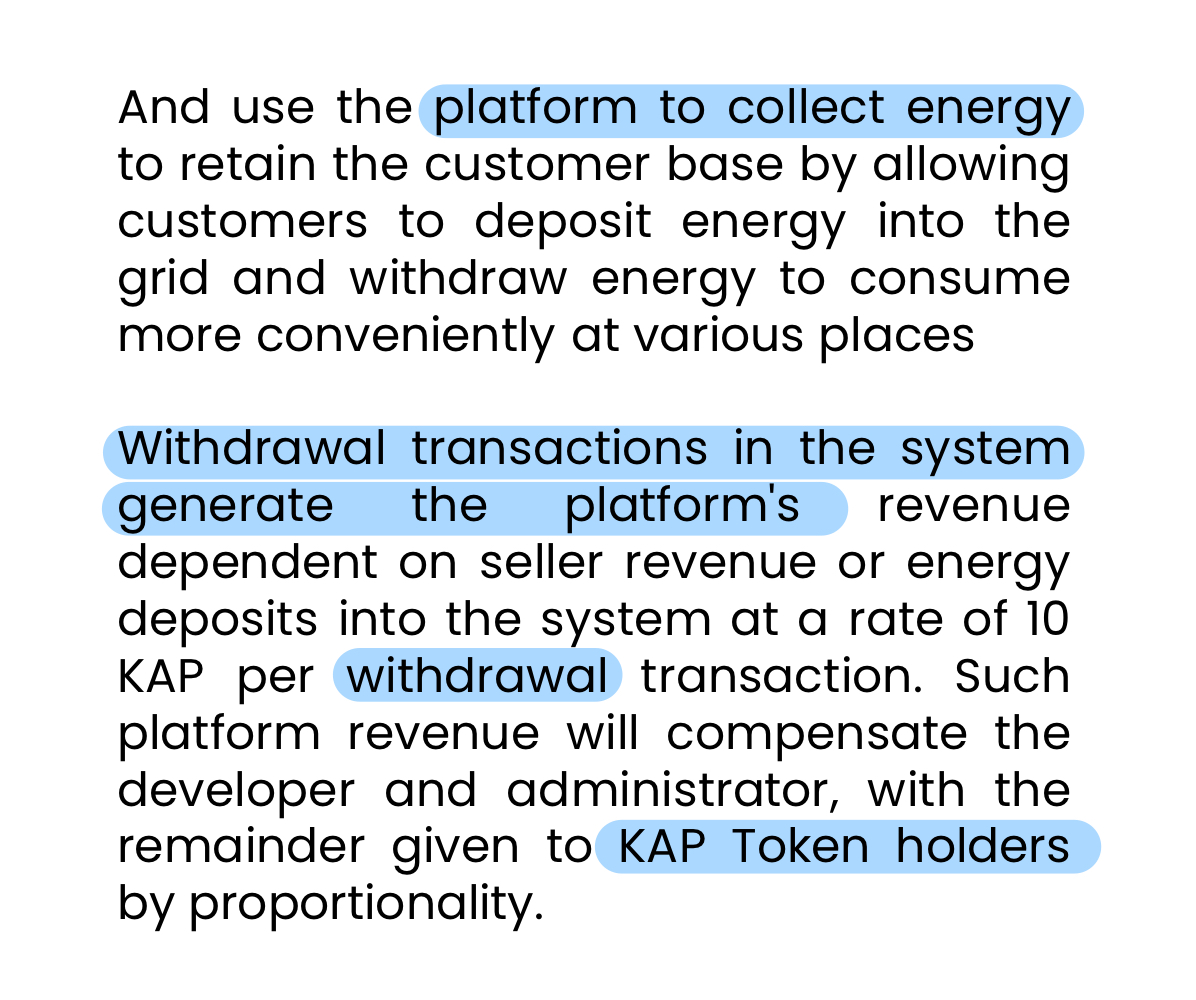 And use the platform to collect energy
to retain the customer base by allowing
customers to deposit energy into the
grid and withdraw energy to consume
more conveniently at various places
Withdrawal transactions in the system
generate the platform's revenue
dependent on seller revenue or energy
deposits into the system at a rate of 10
KAP per withdrawal transaction. Such
platform revenue will compensate the
developer and administrator, with the
remainder given to KAP Token holders
by proportionality.